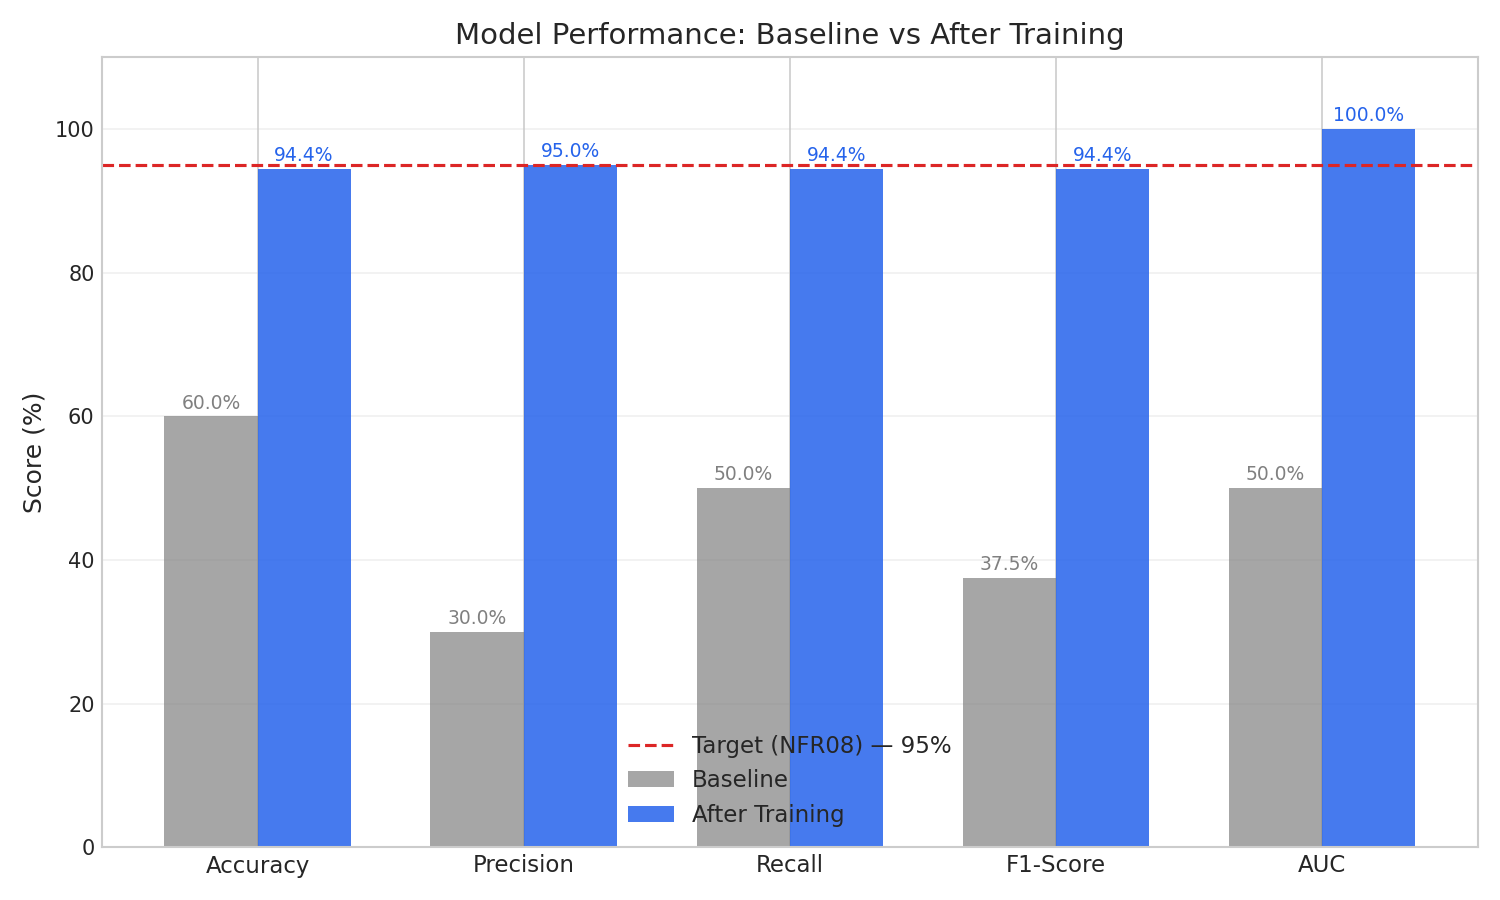 Model Performance: Baseline vs After Training
Score (%)
100
80
60
40
20
0
60.0%
94.4%
30.0%
95.0%
50.0%
94.4%
37.5%
94.4%
50.0%
100.0%
Target (NFR08) — 95%
Baseline
After Training
Accuracy
Precision
Recall
F1-Score
AUC